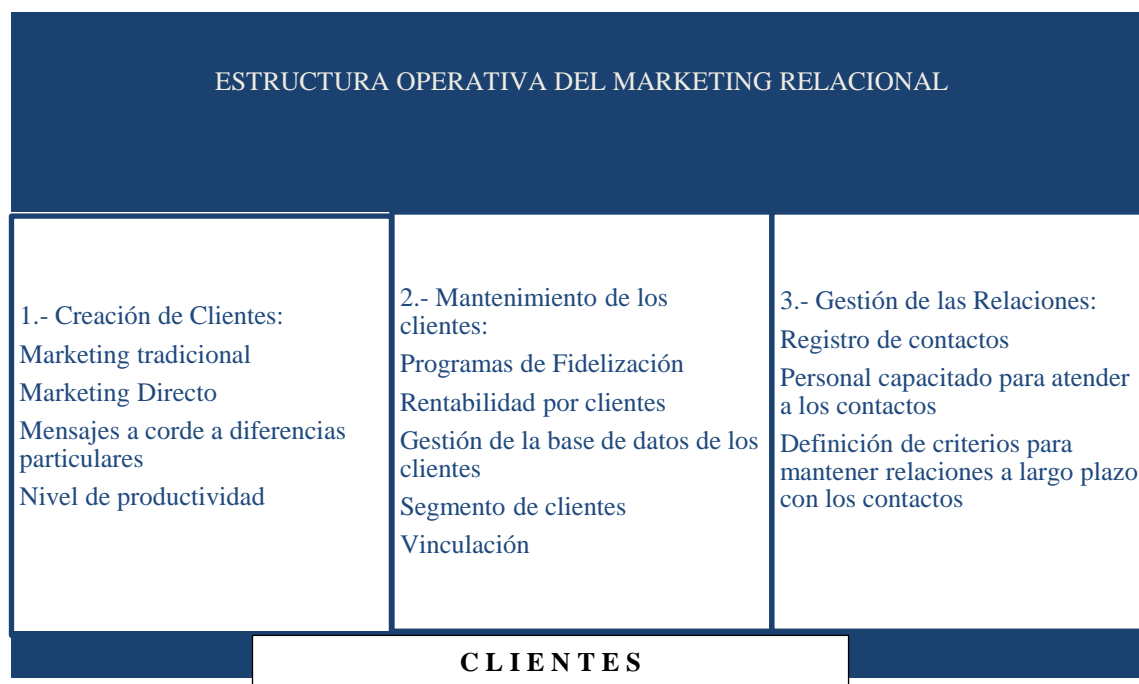 ESTRUCTURA OPERATIVA DEL MARKETING RELACIONAL
1.- Creación de Clientes:
Marketing tradicional
Marketing Directo
Mensajes a corde a diferencias
particulares
Nivel de productividad
2.- Mantenimiento de los
clientes:
Programas de Fidelización
Rentabilidad por clientes
Gestión de la base de datos de los
clientes
Segmento de clientes
Vinculación
3.- Gestión de las Relaciones:
Registro de contactos
Personal capacitado para atender
a los contactos
Definición de criterios para
mantener relaciones a largo plazo
con los contactos
CLIENTES